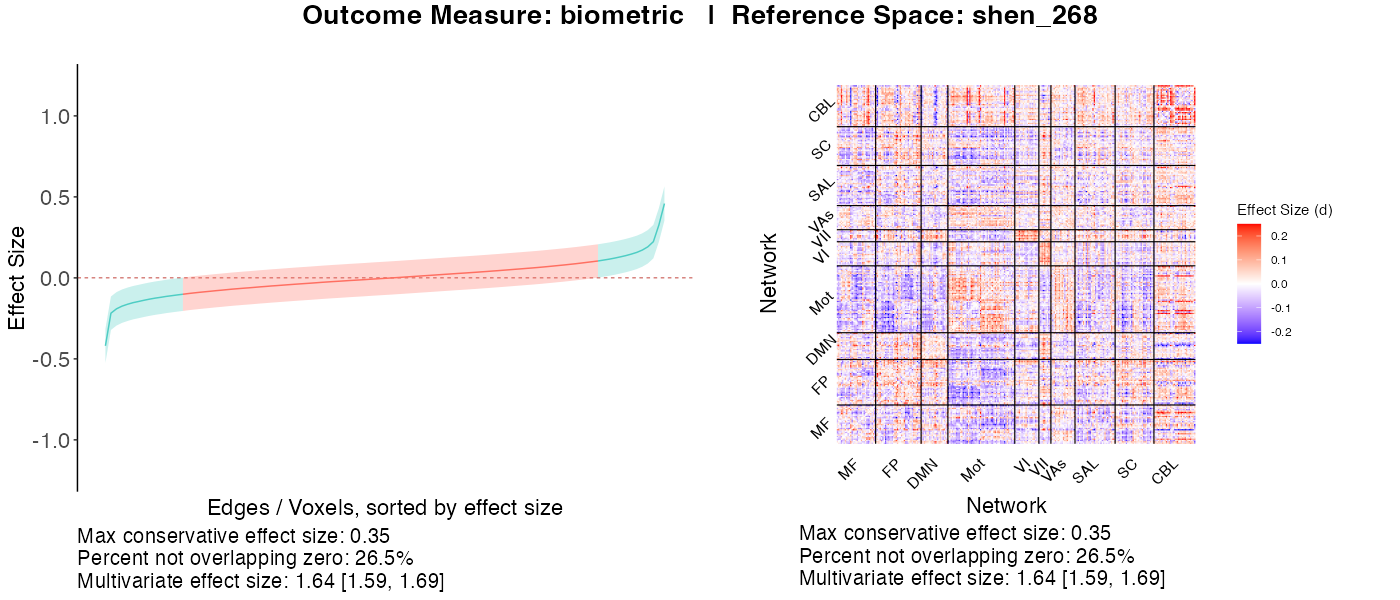 Outcome Measure: biometric | Reference Space: shen_268
Effect Size
1.0
0.5
0.0
-0.5
-1.0
Edges / Voxels, sorted by effect size
Max conservative effect size: 0.35
Percent not overlapping zero: 26.5%
Multivariate effect size: 1.64 [1.59, 1.69]
Network
CBL
SC
SAL
VAs
VII
VI
Mot
DMN
FP
MF
MF
FP
DMN
Mot
VI
VII
VAs
SAL
SC
CBL
Network
Max conservative effect size: 0.35
Percent not overlapping zero: 26.5%
Multivariate effect size: 1.64 [1.59, 1.69]
Effect Size (d)
0.2
0.1
0.0
-0.1
-0.2